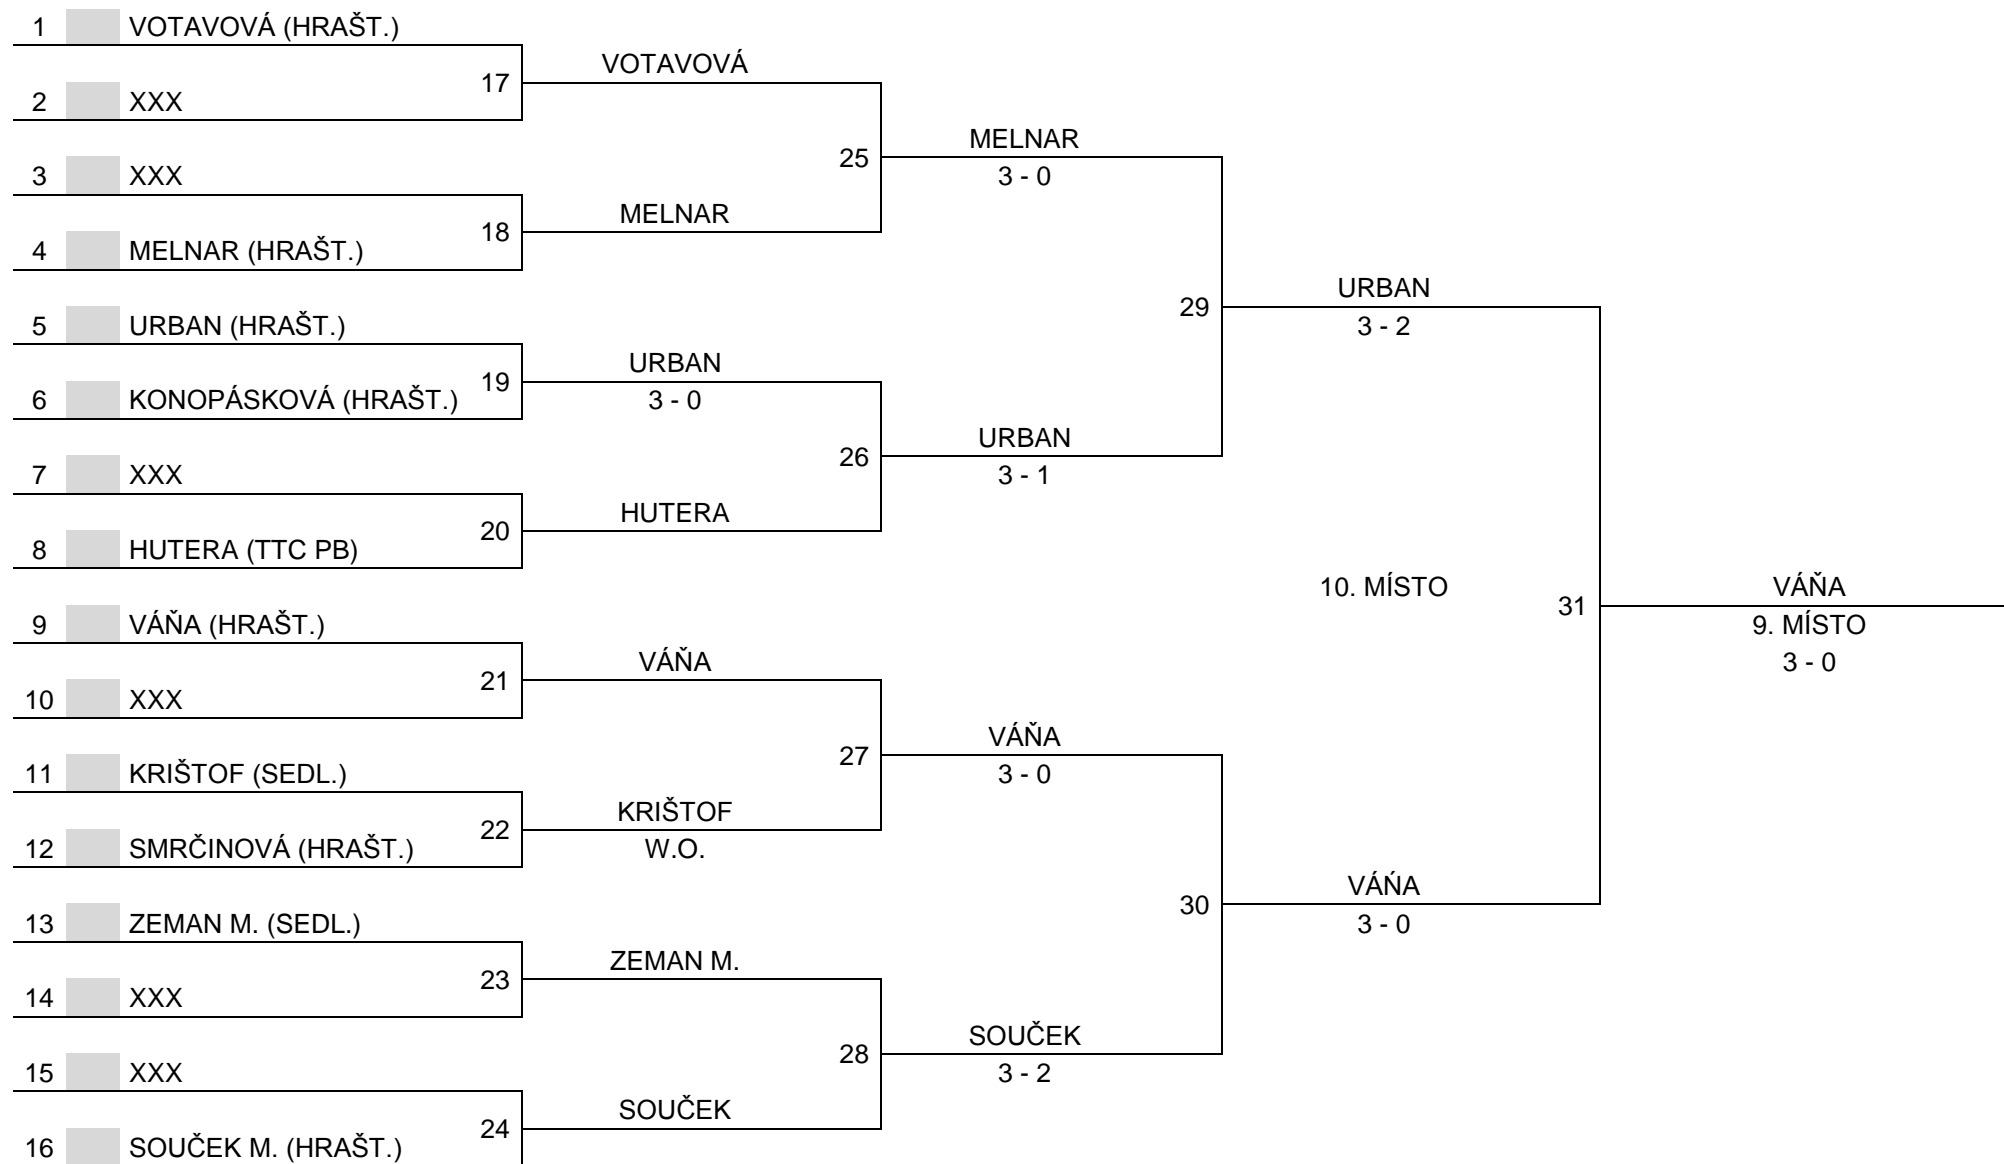 1 VOTAVOVÁ (HRAŠT.)
VOTAVOVÁ
17
2 XXX
MELNAR
25
3 XXX
3 - 0
MELNAR
18
4 MELNAR (HRAŠT.)
URBAN
29
5 URBAN (HRAŠT.)
3 - 2
URBAN
19
6 KONOPÁSKOVÁ (HRAŠT.)
3 - 0
URBAN
26
7 XXX
3 - 1
HUTERA
20
8 HUTERA (TTC PB)
10. MÍSTO
VÁŇA
31
9 VÁŇA (HRAŠT.)
9. MÍSTO
VÁŇA
3 - 0
21
10 XXX
VÁŇA
27
11 KRIŠTOF (SEDL.)
3 - 0
KRIŠTOF
22
12 SMRČINOVÁ (HRAŠT.)
W.O.
VÁŃA
30
13 ZEMAN M. (SEDL.)
3 - 0
ZEMAN M.
23
14 XXX
SOUČEK
28
15 XXX
3 - 2
SOUČEK
24
16 SOUČEK M. (HRAŠT.)